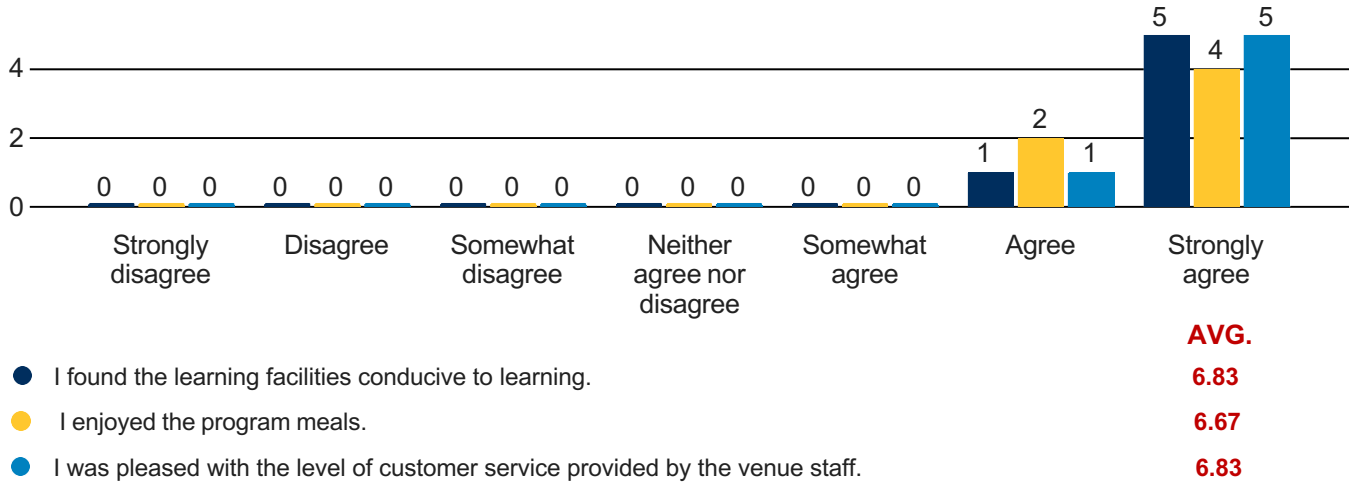 5 4 5
4
2
2
1 1
0 0 0 0 0 0 0 0 0 0 0 0 0 0 0
0
Strongly disagree
Disagree
Somewhat disagree
Neither agree nor disagree
Somewhat agree
Agree
Strongly agree
AVG.
I found the learning facilities conducive to learning. 6.83
I enjoyed the program meals. 6.67
I was pleased with the level of customer service provided by the venue staff. 6.83